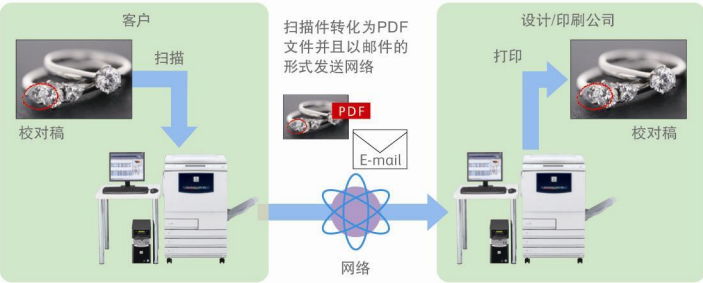 客户
扫描
校对稿
扫描件转化为PDF
文件并且以邮件的
形式发送网络
PDF
E-mail
网络
设计/印刷公司
打印
校对稿